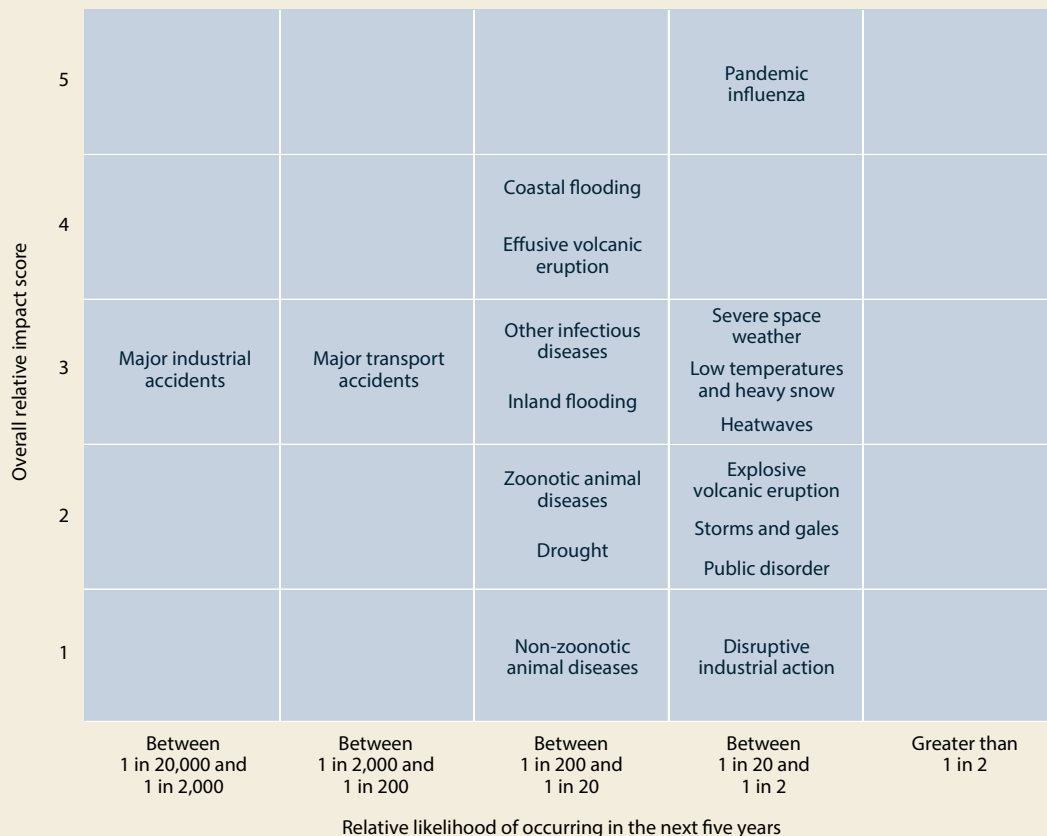 5
Pandemic
influenza
4
Coastal flooding
Effusive volcanic
eruption
Overall relative impact score
3
Major industrial
accidents
Major transport
accidents
Other infectious
diseases
Inland flooding
Severe space
weather
Low temperatures
and heavy snow
Heatwaves
2
Zoonotic animal
diseases
Drought
Explosive
volcanic eruption
Storms and gales
Public disorder
1
Non-zoonotic
animal diseases
Disruptive
industrial action
Between
1 in 20,000 and
1 in 2,000
Between
1 in 2,000 and
1 in 200
Between
1 in 200 and
1 in 20
Between
1 in 20 and
1 in 2
Greater than
1 in 2
Relative likelihood of occurring in the next five years